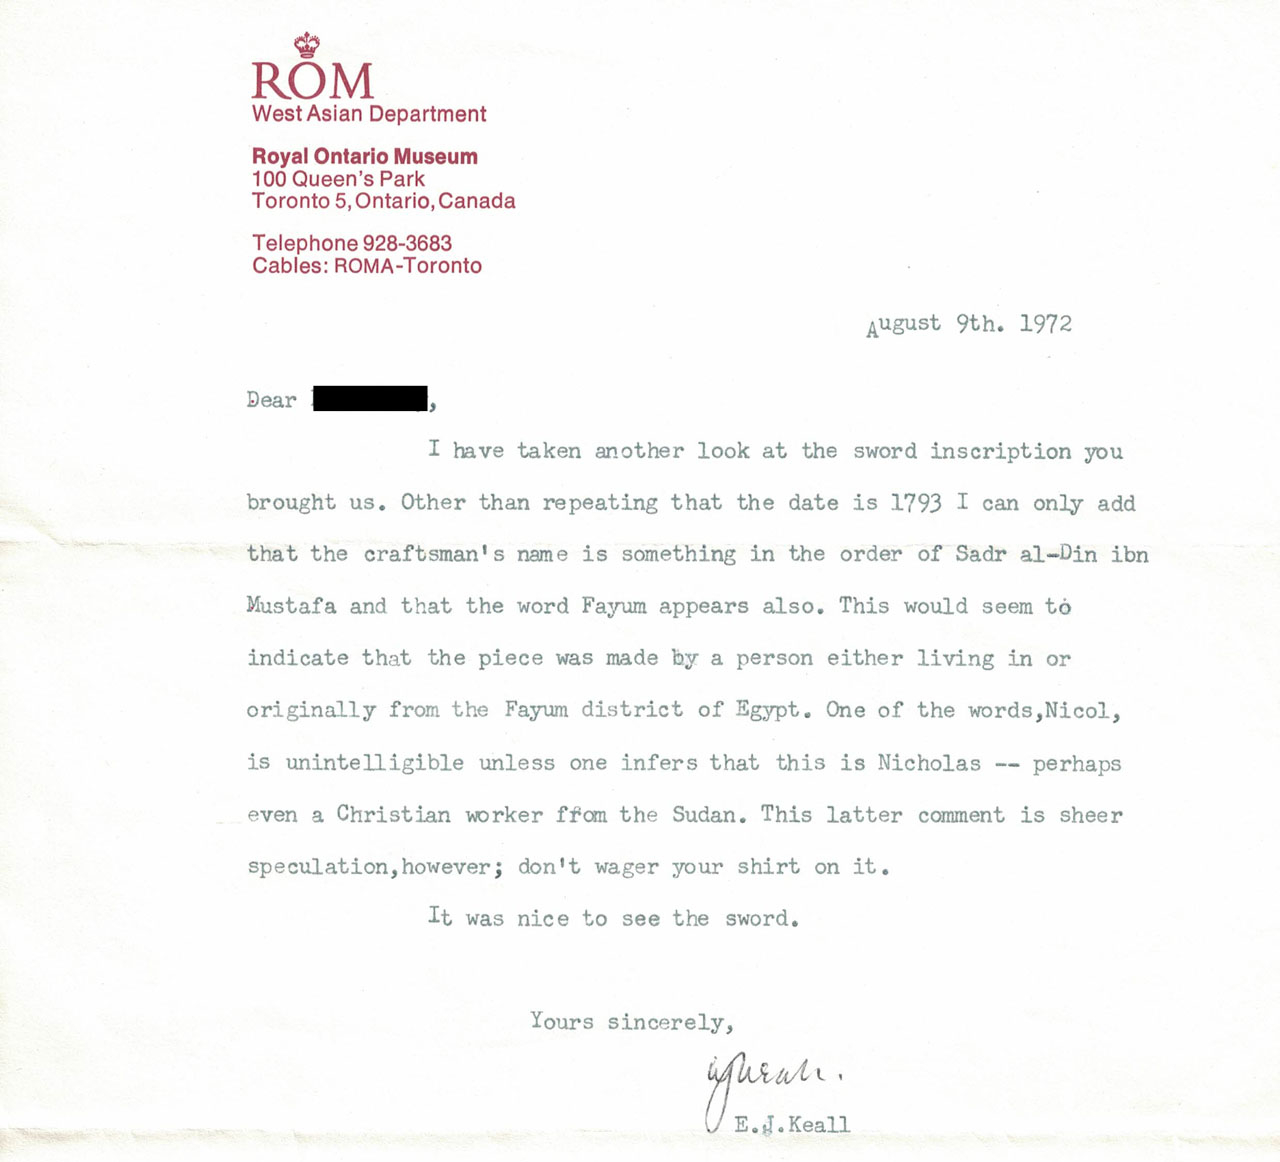 ROM
West Asian Department
Royal Ontario Museum
100 Queen's Park
Toronto 5, Ontario, Canada
Telephone 928-3683
Cables: ROMA-Toronto
August 9th. 1972
Dear ,
I have taken another look at the sword inscription you
brought us. Other than repeating that the date is 1793 I can only add
that the craftsman's name is something in the order of Sadr al-Din ibn
Mustafa and that the word Fayum appears also. This would seem to
indicate that the piece was made by a person either living in or
originally from the Fayum district of Egypt. One of the words,Nicol,
is unintelligible unless one infers that this is Nicholas -- perhaps
even a Christian worker ffom the Sudan. This latter comment is sheer
speculation,however; don't wager your shirt on it.
It was nice to see the sword.
Yours sincerely,
EJKeall.
E.J.Keall